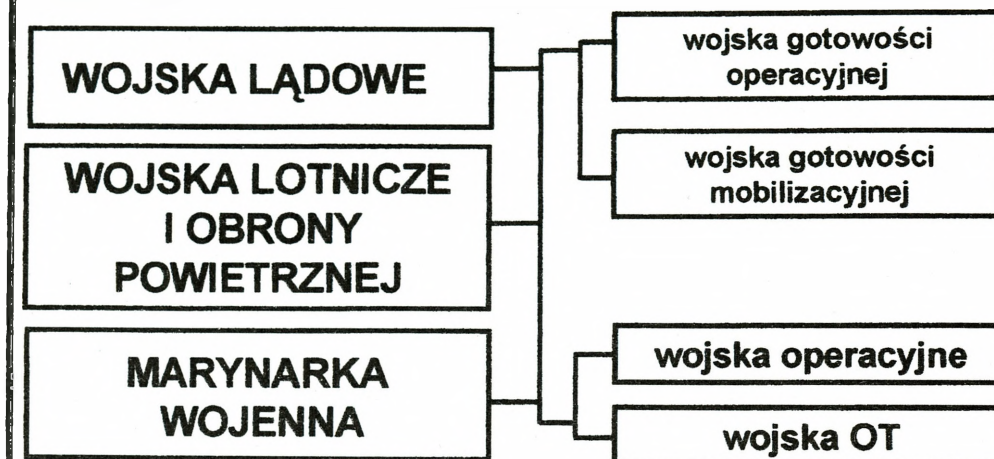 WOJSKA LĄDOWE
WOJSKA LOTNICZE
I OBRONY
POWIETRZNEJ
MARYNARKA
WOJENNA
wojska gotowości
operacyjnej
wojska gotowości
mobilizacyjnej
wojska operacyjne
wojska OT